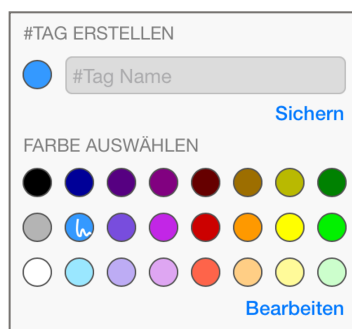 #TAG ERSTELLEN
#Tag Name
Sichern
FARBE AUSWÄHLEN
Bearbeiten